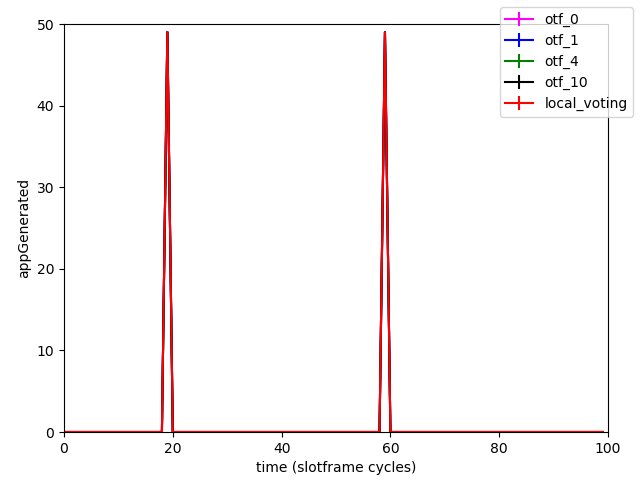 otf_0
otf_1
otf_4
otf_10
local_voting
50
40
30
20
10
0
appGenerated
0 20 40 60 80 100
time (slotframe cycles)